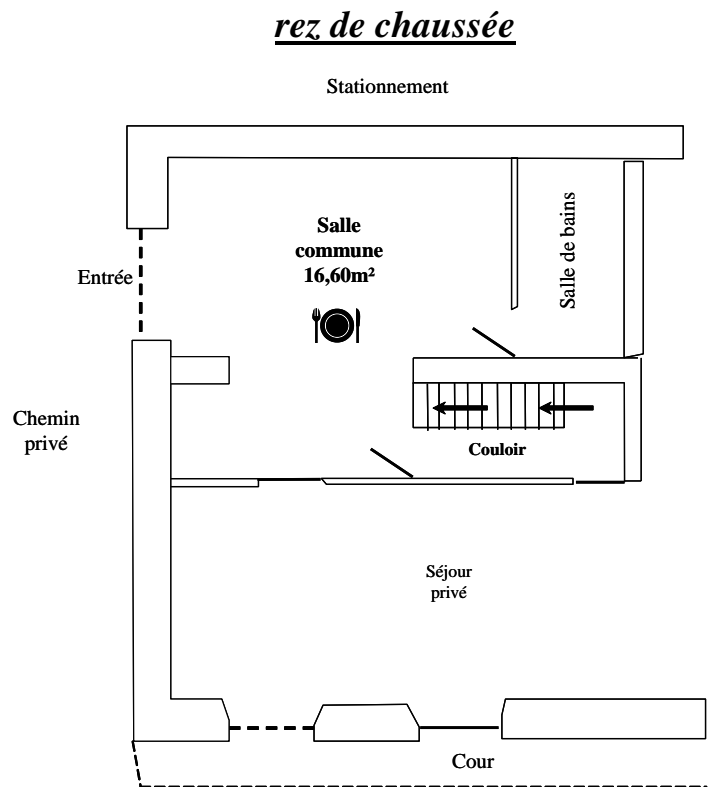 rez de chaussée
Stationnement
Salle
commune
16,60m²
Salle de bains
Entrée
Chemin
privé
Couloir
Séjour
privé
Cour